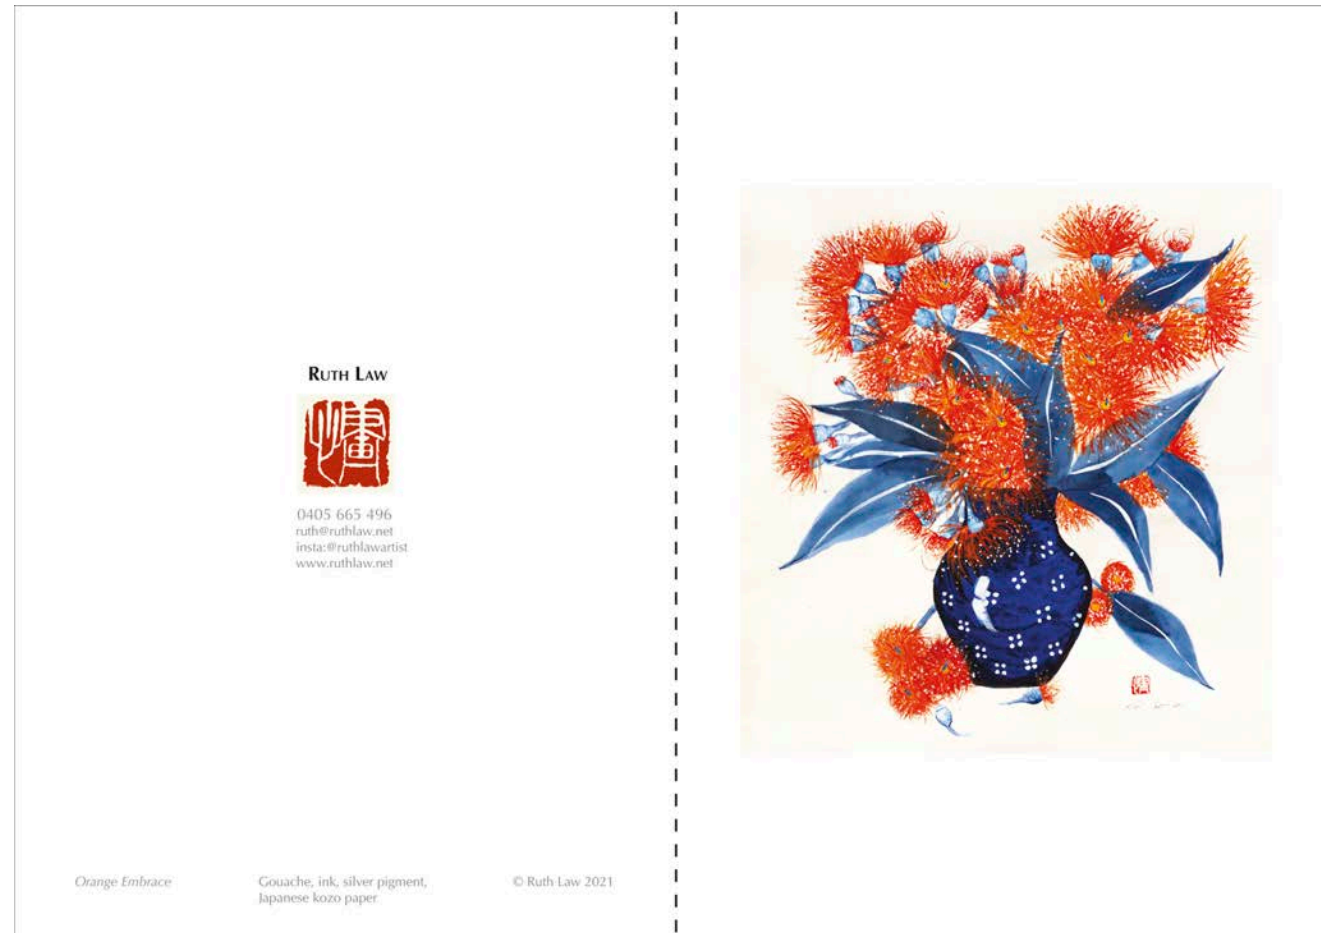 RUTH LAW
0405 665 496
ruth@ruthlaw.net
insta:@ruthlawartist
www.ruthlaw.net
Orange Embrace
Gouache, ink, silver pigment,
Japanese kozo paper
© Ruth Law 2021